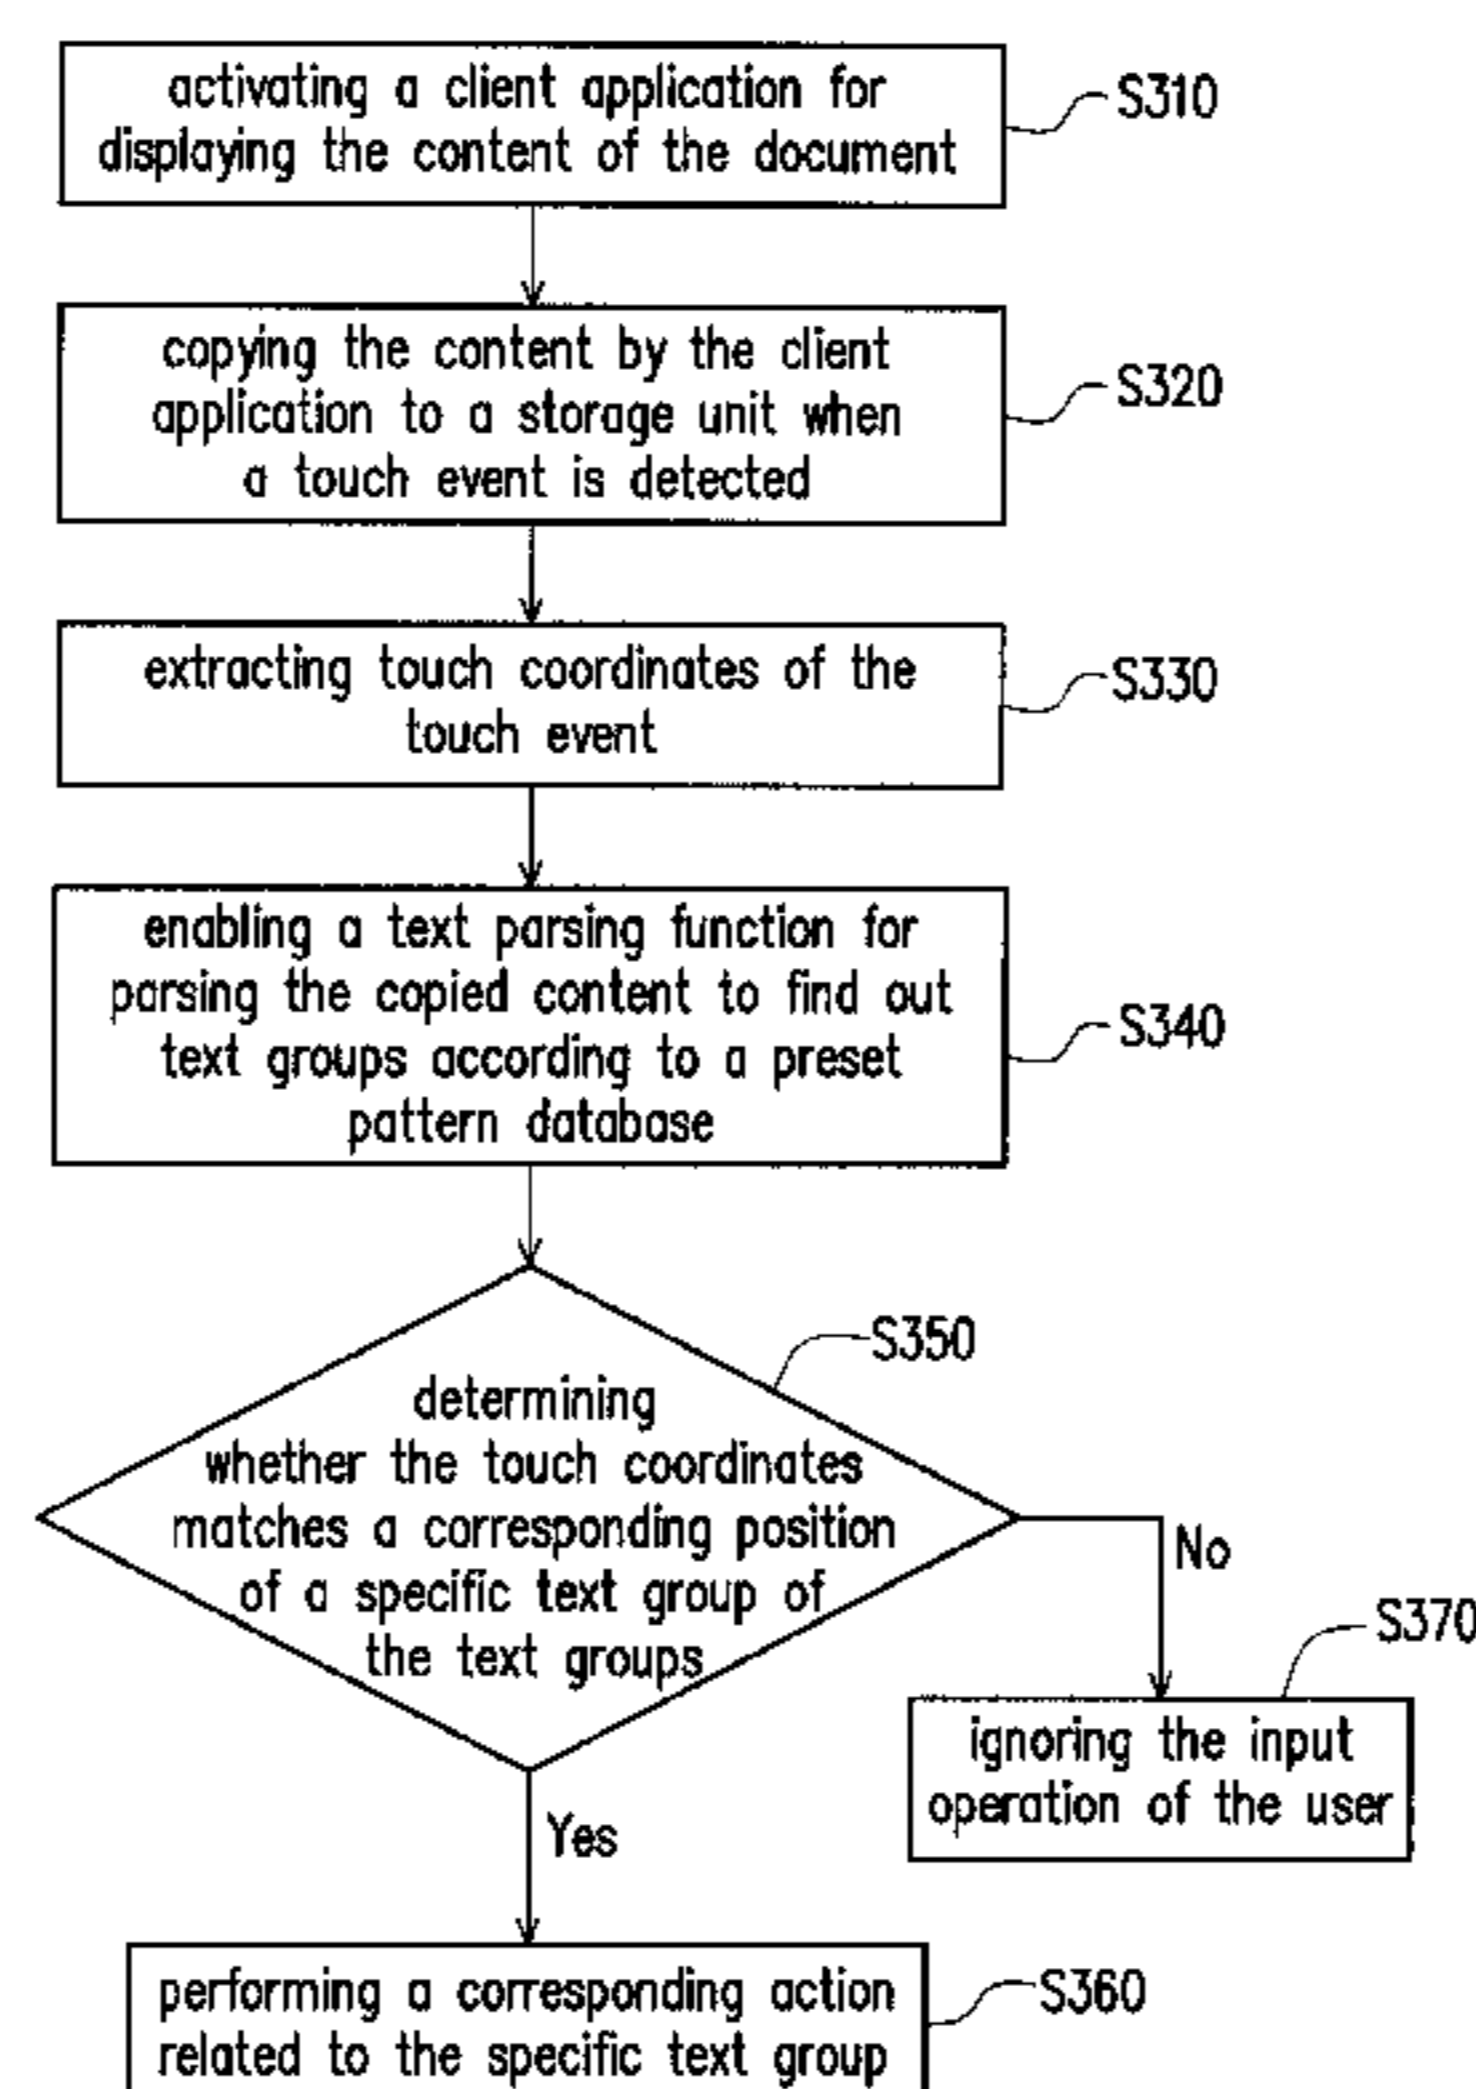 activating a client application for
displaying the content of the document
S310
copying the content by the client
application to a storage unit when
a touch event is detected
S320
extracting touch coordinates of the
touch event
S330
enabling a text parsing function for
parsing the copied content to find out
text groups according to a preset
pattern database
S340
S350
determining
whether the touch coordinates
matches a corresponding position
of a specific text group of
the text groups
No
S370
ignoring the input
operation of the user
Yes
performing a corresponding action
related to the specific text group
S360